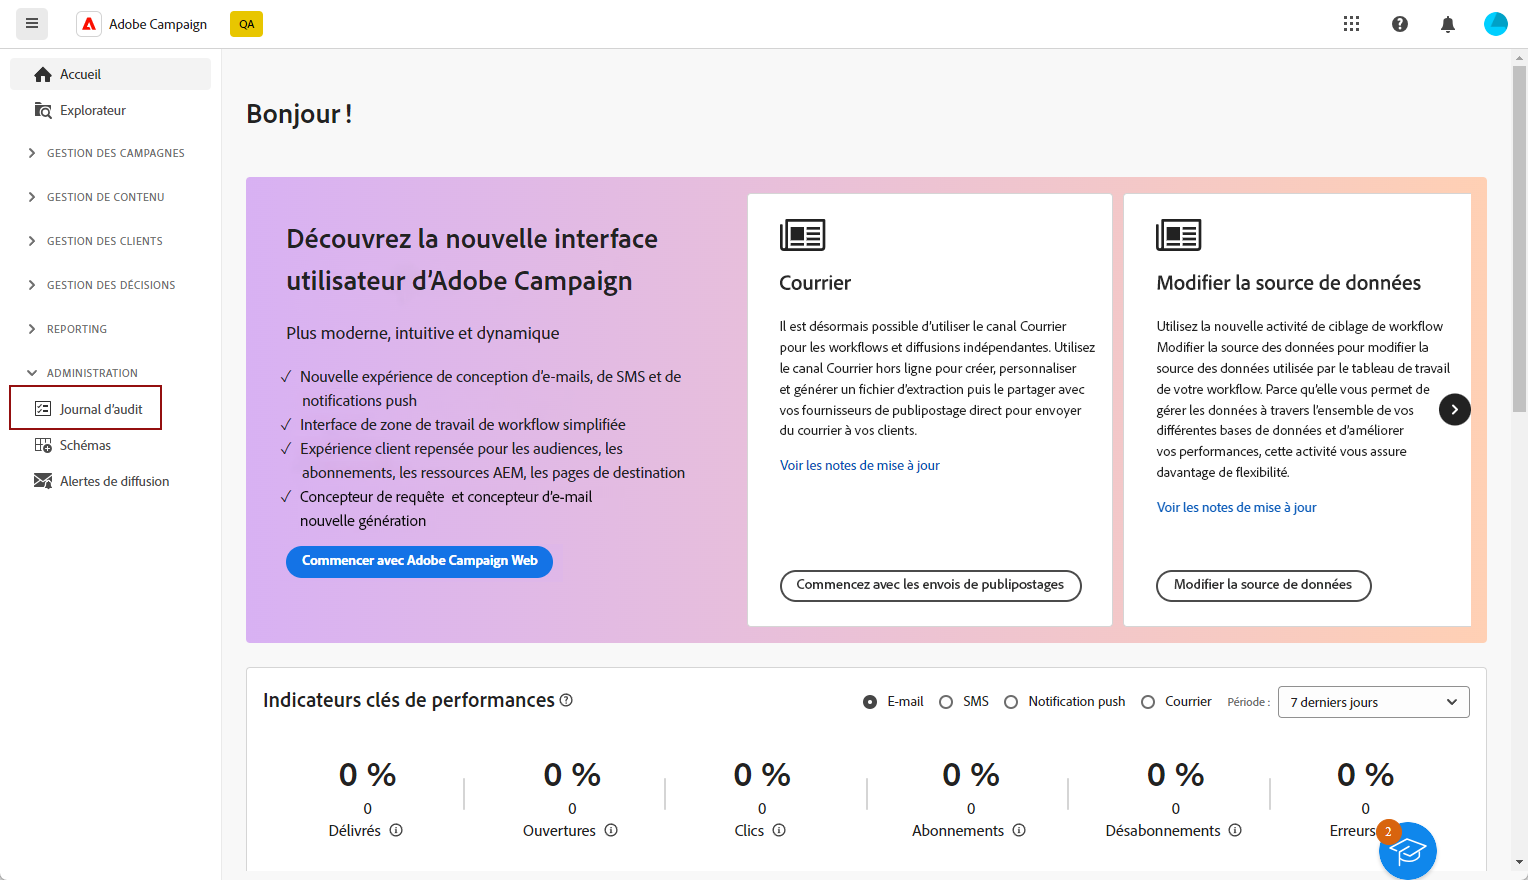 Adobe Campaign
QA
Accueil
Explorateur
GESTION DES CAMPAGNES
GESTION DE CONTENU
GESTION DES CLIENTS
GESTION DES DÉCISIONS
REPORTING
ADMINISTRATION
Journal d'audit
Schémas
Alertes de diffusion
Bonjour !
Découvrez la nouvelle interface
utilisateur d'Adobe Campaign
Plus moderne, intuitive et dynamique
✓ Nouvelle expérience de conception d'e-mails, de SMS et de
notifications push
✓ Interface de zone de travail de workflow simplifiée
✓ Expérience client repensée pour les audiences, les
abonnements, les ressources AEM, les pages de destination
✓ Concepteur de requête et concepteur d'e-mail
nouvelle génération
Commencer avec Adobe Campaign Web
Courrier
Il est désormais possible d'utiliser le canal Courrier
pour les workflows et diffusions indépendantes. Utilisez
le canal Courrier hors ligne pour créer, personnaliser
et générer un fichier d'extraction puis le partager avec
vos fournisseurs de publipostage direct pour envoyer
du courrier à vos clients.
Voir les notes de mise à jour
Commencez avec les envois de publipostages
Modifier la source de données
Utilisez la nouvelle activité de ciblage de workflow
Modifier la source des données pour modifier la
source des données utilisée par le tableau de travail
de votre workflow. Parce qu'elle vous permet de
gérer les données à travers l'ensemble de vos
différentes bases de données et d'améliorer
vos performances, cette activité vous assure
davantage de flexibilité.
Voir les notes de mise à jour
Modifier la source de données
Indicateurs clés de performances
E-mail SMS Notification push Courrier Période : 7 derniers jours
0 % 0 % 0 % 0 % 0 % 0 %
0 0 0 0 0 0
Délivrés Ouvertures Clics Abonnements Désabonnements Erreurs
2